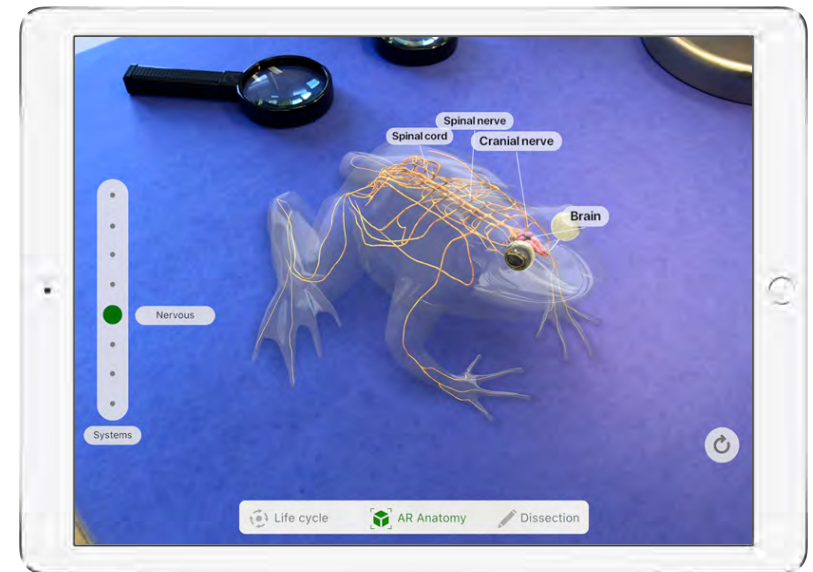 Spinal nerve
Spinal cord
Cranial nerve
Brain
Nervous
Systems
Life cycle
AR Anatomy
Dissection